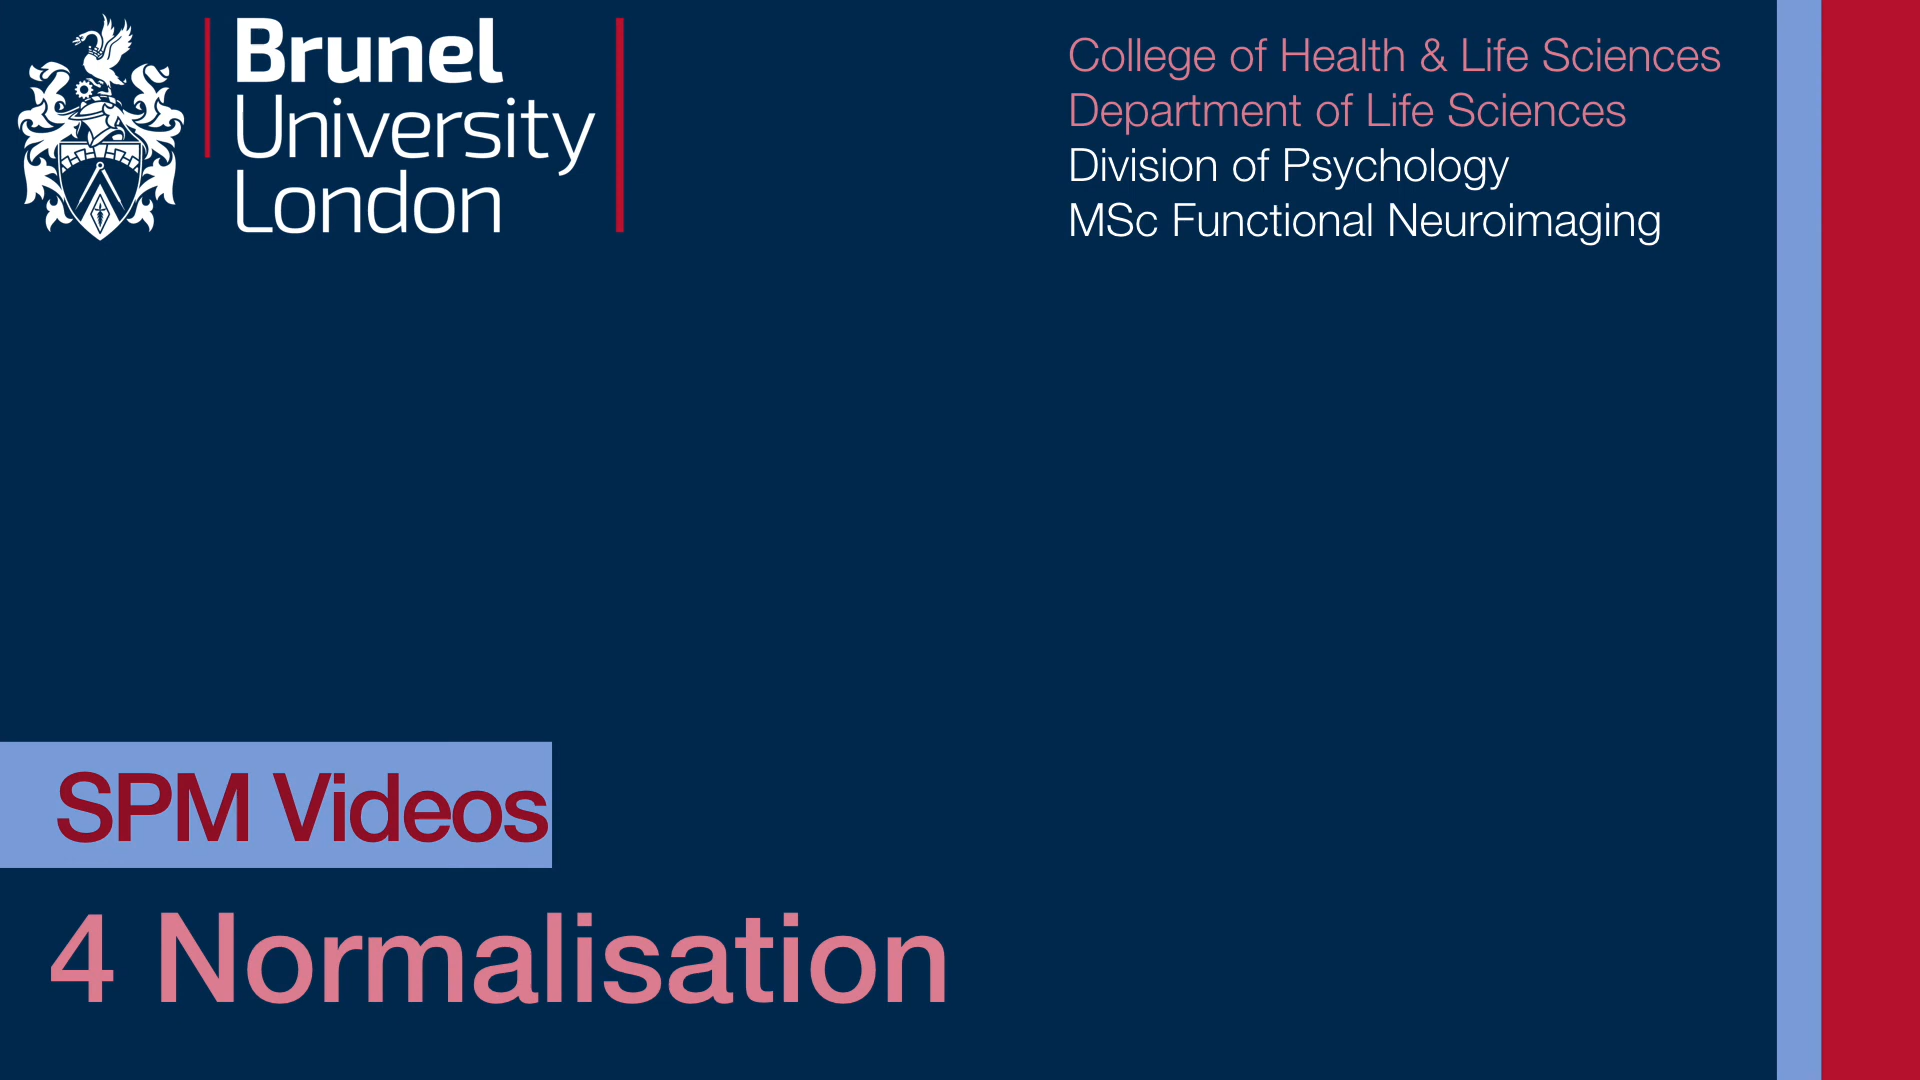 Brunel
University
London
College of Health & Life Sciences
Department of Life Sciences
Division of Psychology
MSc Functional Neuroimaging
SPM Videos
4 Normalisation